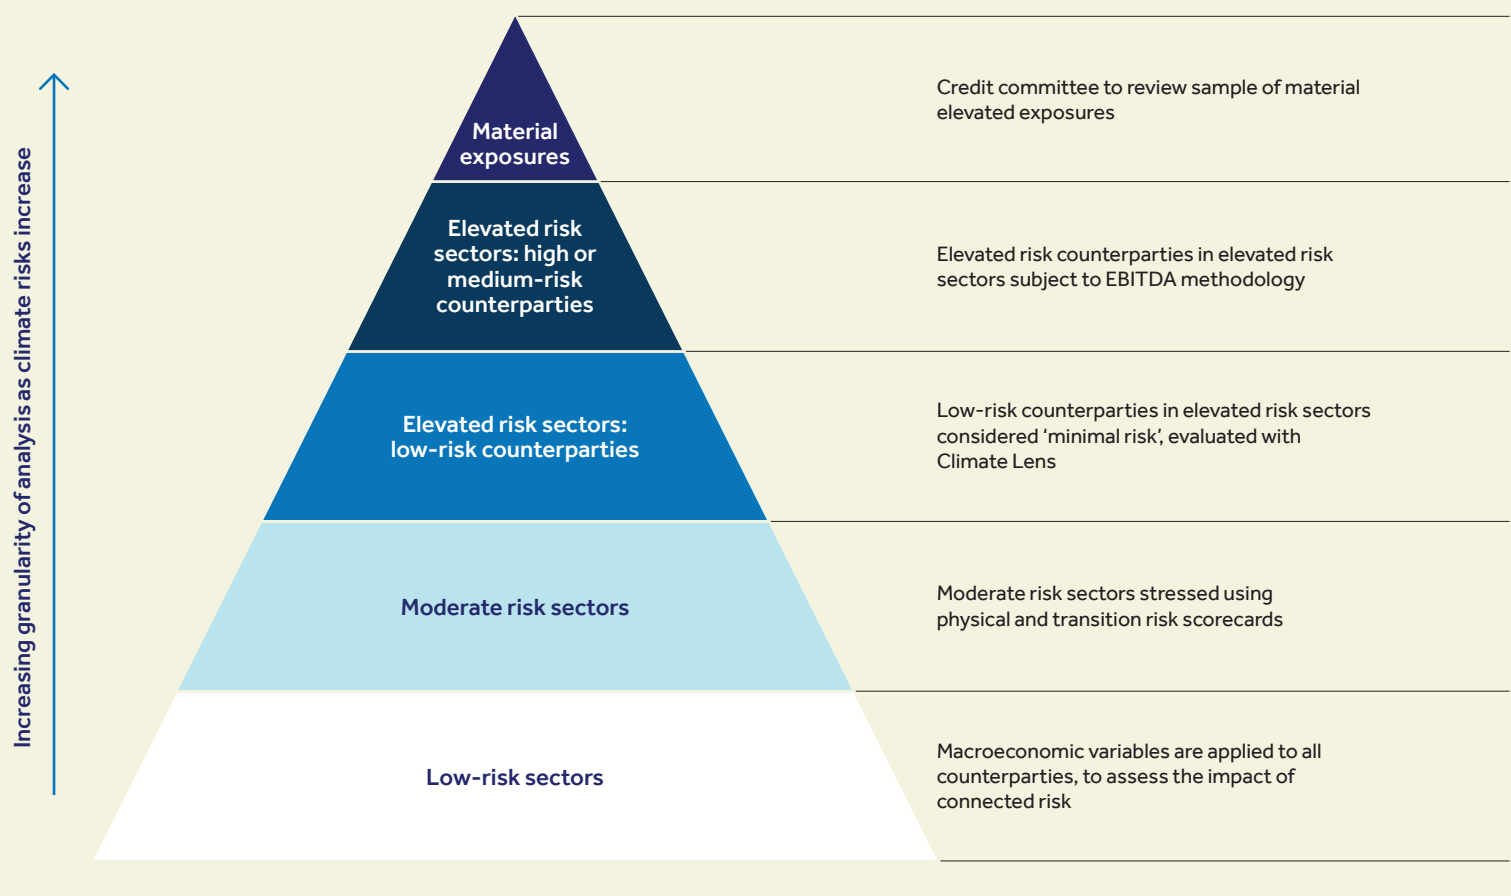 Increasing granularity of analysis as climate risks increase
Material
exposures
Credit committee to review sample of material
elevated exposures
Elevated risk
sectors: high or
medium-risk
counterparties
Elevated risk counterparties in elevated risk
sectors subject to EBITDA methodology
Elevated risk sectors:
low-risk counterparties
Low-risk counterparties in elevated risk sectors
considered ‘minimal risk’, evaluated with
Climate Lens
Moderate risk sectors
Moderate risk sectors stressed using
physical and transition risk scorecards
Low-risk sectors
Macroeconomic variables are applied to all
counterparties, to assess the impact of
connected risk